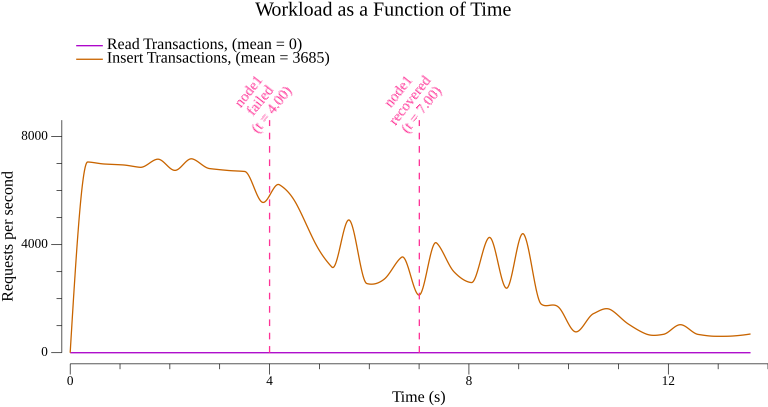 Workload as a Function of Time
Read Transactions, (mean = 0)
Insert Transactions, (mean = 3685)
node1
failed
(t = 4.00)
node1
recovered
(t = 7.00)
8000
4000
0
Requests per second
0
4
8
12
Time (s)